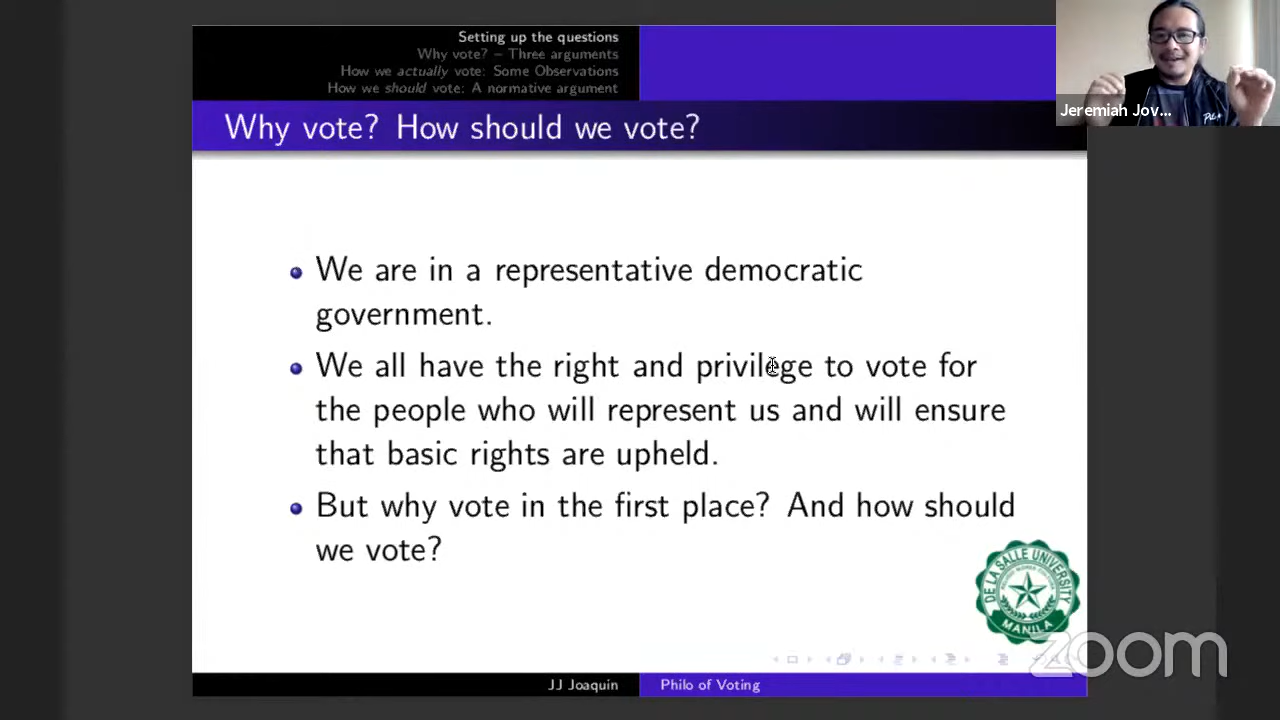 Setting up the questions
Why vote? – Three arguments
How we actually vote: Some Observations
How we should vote: A normative argument
Jeremiah Jov...
Why vote? How should we vote?
We are in a representative democratic
government.
We all have the right and privilege to vote for
the people who will represent us and will ensure
that basic rights are upheld.
But why vote in the first place? And how should
we vote?
DE LA SALLE UNIVERSITY
MANILA
zoom
JJ Joaquin
Philo of Voting